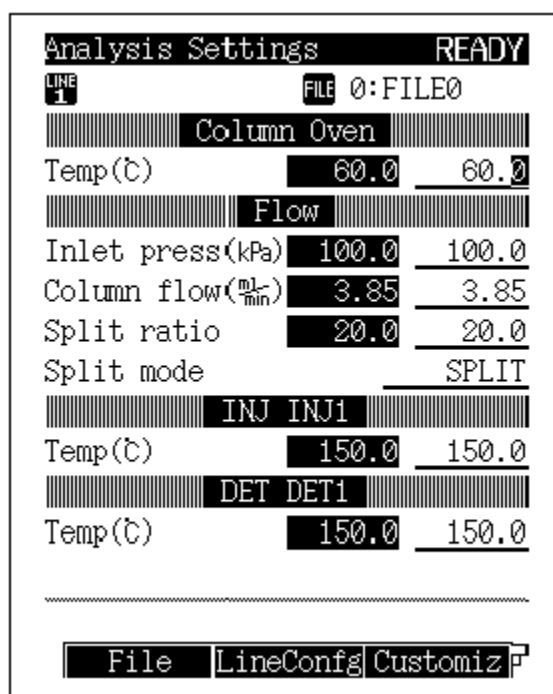 Analysis Settings READY
LINE 1 FILE 0:FILE0
Column Oven
Temp(℃) 60.0 60.0
Flow
Inlet press(kPa) 100.0 100.0
Column flow(mL/min) 3.85 3.85
Split ratio 20.0 20.0
Split mode SPLIT
INJ INJ1
Temp(℃) 150.0 150.0
DET DET1
Temp(℃) 150.0 150.0
File LineConfg Customiz